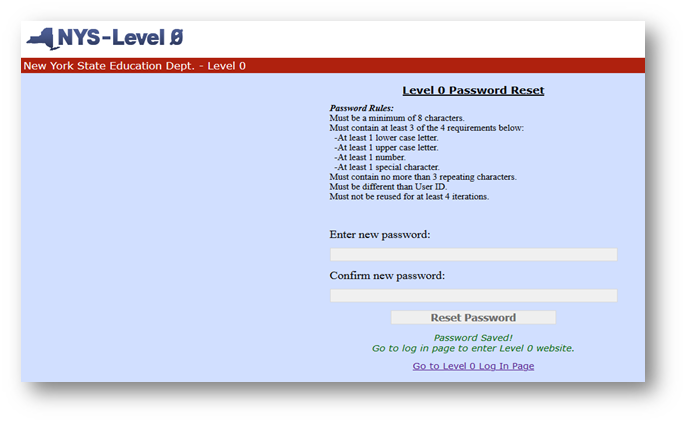 NYS-Level 0
New York State Education Dept. - Level 0
Level 0 Password Reset
Password Rules:
Must be a minimum of 8 characters.
Must contain at least 3 of the 4 requirements below:
-At least 1 lower case letter.
-At least 1 upper case letter.
-At least 1 number.
-At least 1 special character.
Must contain no more than 3 repeating characters.
Must be different than User ID.
Must not be reused for at least 4 iterations.
Enter new password:
Confirm new password:
Reset Password
Password Saved!
Go to log in page to enter Level 0 website.
Go to Level 0 Log In Page